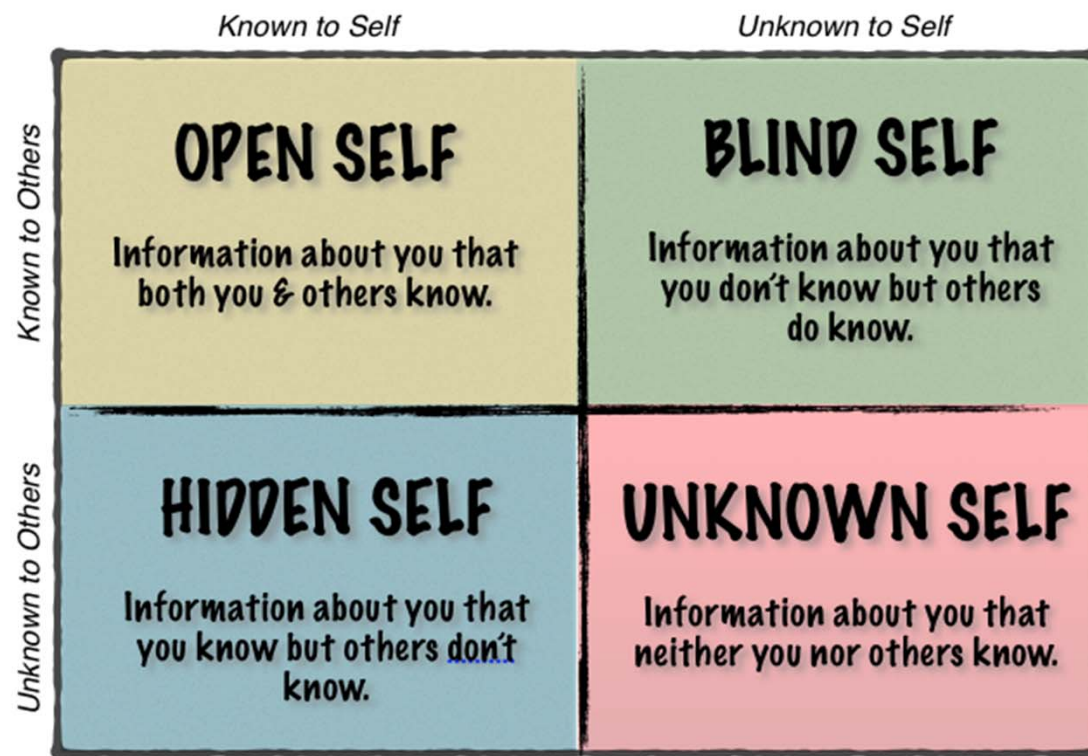 Known to Self
Unknown to Self
Known to Others
OPEN SELF
Information about you that
both you & others know.
BLIND SELF
Information about you that
you don't know but others
do know.
Unknown to Others
HIDDEN SELF
Information about you that
you know but others don't
know.
UNKNOWN SELF
Information about you that
neither you nor others know.